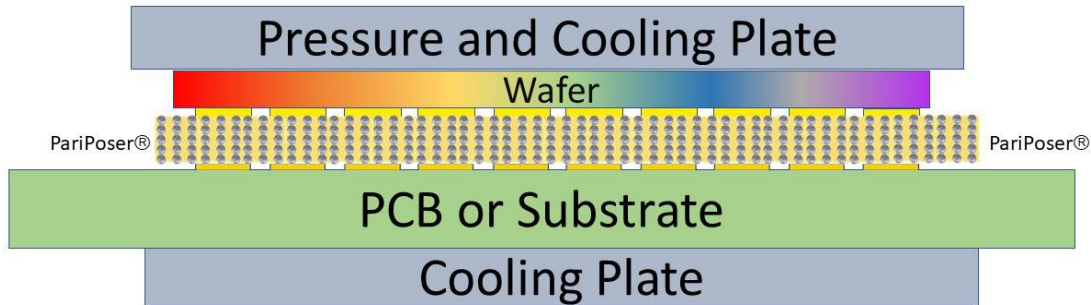 Pressure and Cooling Plate
Wafer
PariPoser®
PariPoser®
PCB or Substrate
Cooling Plate